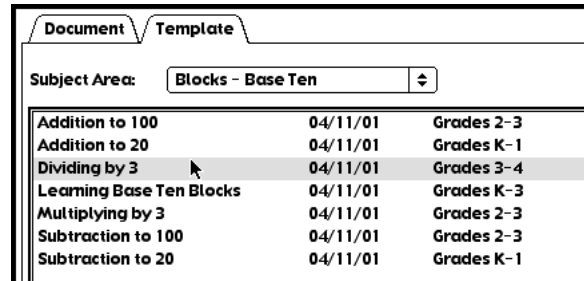 Document Template
Subject Area: Blocks - Base Ten
Addition to 100 04/11/01 Grades 2-3
Addition to 20 04/11/01 Grades K-1
Dividing by 3 04/11/01 Grades 3-4
Learning Base Ten Blocks 04/11/01 Grades K-3
Multiplying by 3 04/11/01 Grades 2-3
Subtraction to 100 04/11/01 Grades 2-3
Subtraction to 20 04/11/01 Grades K-1